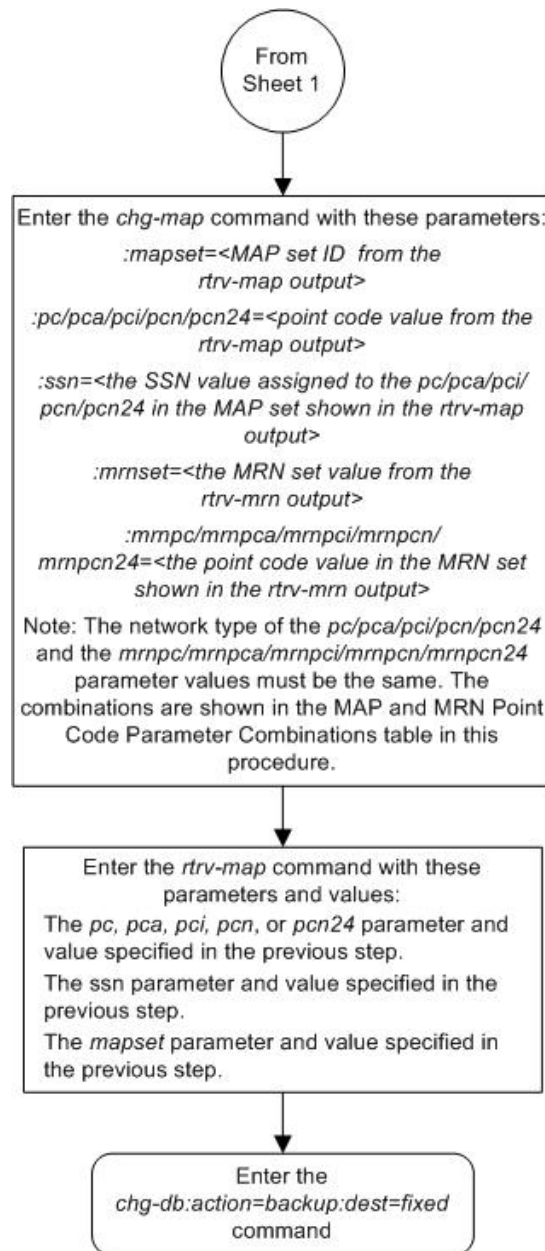 From
Sheet 1
Enter the chg-map command with these parameters:
:mapset=<MAP set ID from the
rtrv-map output>
:pc/pca/pci/pcn/pcn24=<point code value from the
rtrv-map output>
:ssn=<the SSN value assigned to the pc/pca/pci/
pcn/pcn24 in the MAP set shown in the rtrv-map
output>
:mrnset=<the MRN set value from the
rtrv-mrn output>
:mrnpc/mrnpca/mrnpci/mrnpcn/
mrnpcn24=<the point code value in the MRN set
shown in the rtrv-mrn output>
Note: The network type of the pc/pca/pci/pcn/pcn24
and the mrnpc/mrnpca/mrnpci/mrnpcn/mrnpcn24
parameter values must be the same. The
combinations are shown in the MAP and MRN Point
Code Parameter Combinations table in this
procedure.
Enter the rtrv-map command with these
parameters and values:
The pc, pca, pci, pcn, or pcn24 parameter and
value specified in the previous step.
The ssn parameter and value specified in the
previous step.
The mapset parameter and value specified in
the previous step.
Enter the
chg-db:action=backup:dest=fixed
command